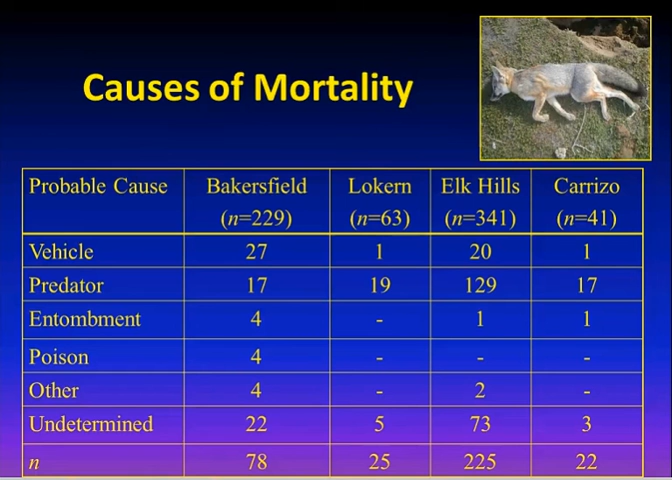 Causes of Mortality
Probable Cause Bakersfield Lokern Elk Hills Carrizo
(n=229) (n=63) (n=341) (n=41)
Vehicle 27 1 20 1
Predator 17 19 129 17
Entombment 4 - 1 1
Poison 4 - - -
Other 4 - 2 -
Undetermined 22 5 73 3
n 78 25 225 22